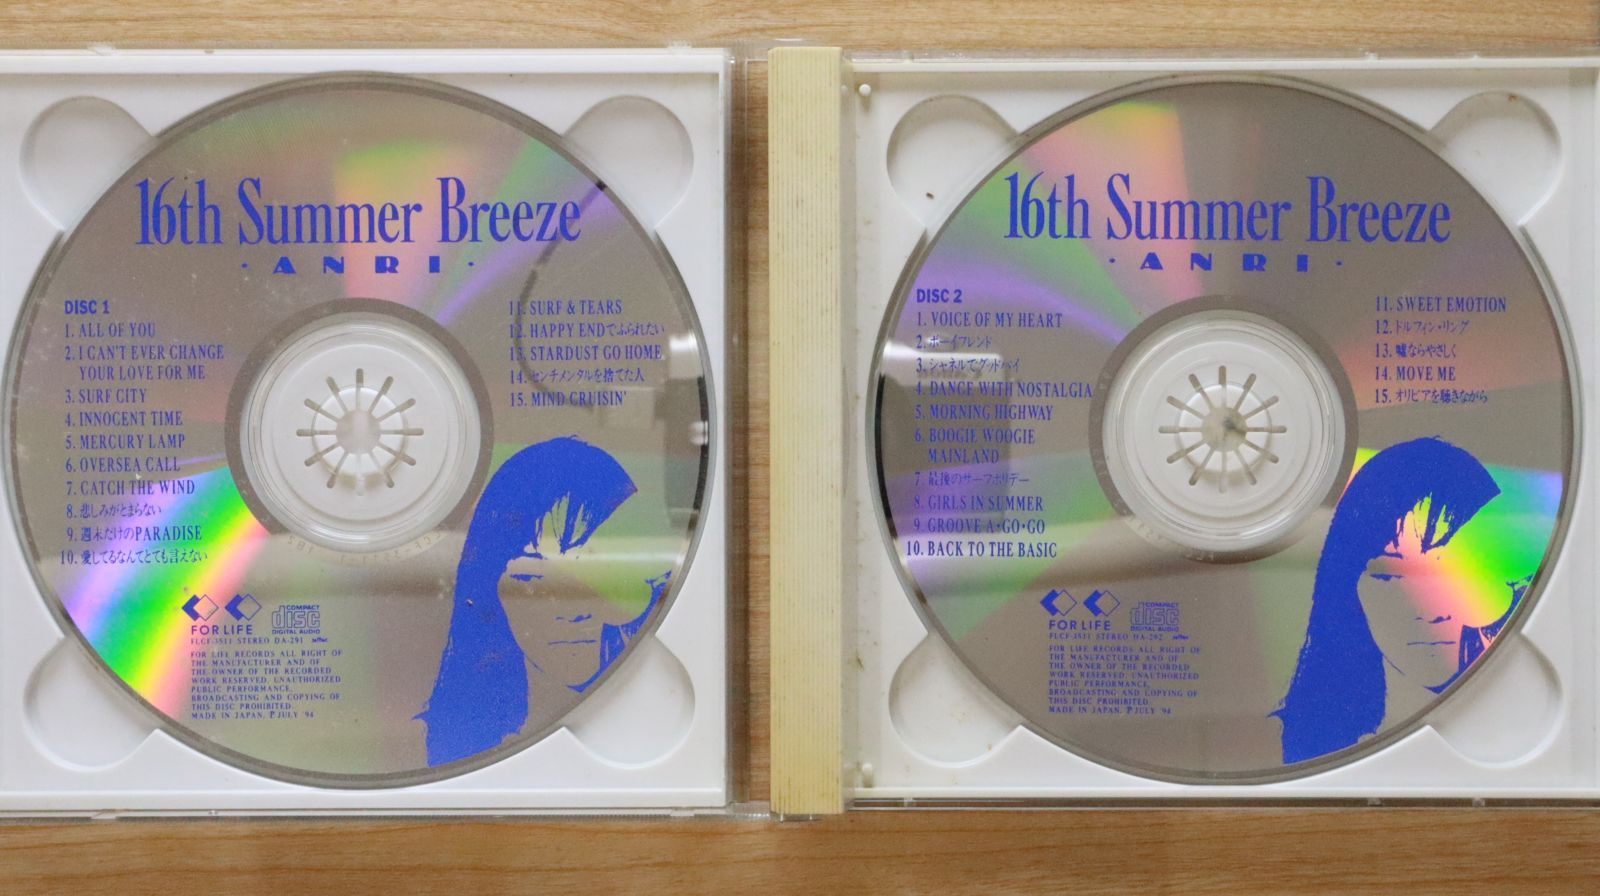 16th Summer Breeze
・ANRI・
DISC 1
1. ALL OF YOU
2. I CAN'T EVER CHANGE
YOUR LOVE FOR ME
3. SURF CITY
4. INNOCENT TIME
5. MERCURY LAMP
6. OVERSEA CALL
7. CATCH THE WIND
8. 悲しみがとまらない
9. 週末だけのPARADISE
10. 愛してるなんてとても言えない
11. SURF & TEARS
12. HAPPY ENDでふられたい
13. STARDUST GO HOME
14. センチメンタルを捨てた人
15. MIND CRUISIN'
FOR LIFE
COMPACT
disc
DIGITAL AUDIO
FLCF-3511 STEREO DA-291
FOR LIFE RECORDS ALL RIGHT OF
THE MANUFACTURER AND OF
THE OWNER OF THE RECORDED
WORK RESERVED. UNAUTHORIZED
PUBLIC PERFORMANCE,
BROADCASTING AND COPYING OF
THIS DISC PROHIBITED.
MADE IN JAPAN. ℗ JULY '94
16th Summer Breeze
・ANRI・
DISC 2
1. VOICE OF MY HEART
2. ボーイフレンド
3. シャネルでグッドバイ
4. DANCE WITH NOSTALGIA
5. MORNING HIGHWAY
6. BOOGIE WOOGIE
MAINLAND
7. 最後のサーフホリデー
8. GIRLS IN SUMMER
9. GROOVE A・GO・GO
10. BACK TO THE BASIC
11. SWEET EMOTION
12. ドルフィン・リング
13. 嘘ならやさしく
14. MOVE ME
15. オリビアを聴きながら
FOR LIFE
COMPACT
disc
DIGITAL AUDIO
FLCF-3511 STEREO DA-292
FOR LIFE RECORDS ALL RIGHT OF
THE MANUFACTURER AND OF
THE OWNER OF THE RECORDED
WORK RESERVED. UNAUTHORIZED
PUBLIC PERFORMANCE,
BROADCASTING AND COPYING OF
THIS DISC PROHIBITED.
MADE IN JAPAN. ℗ JULY '94